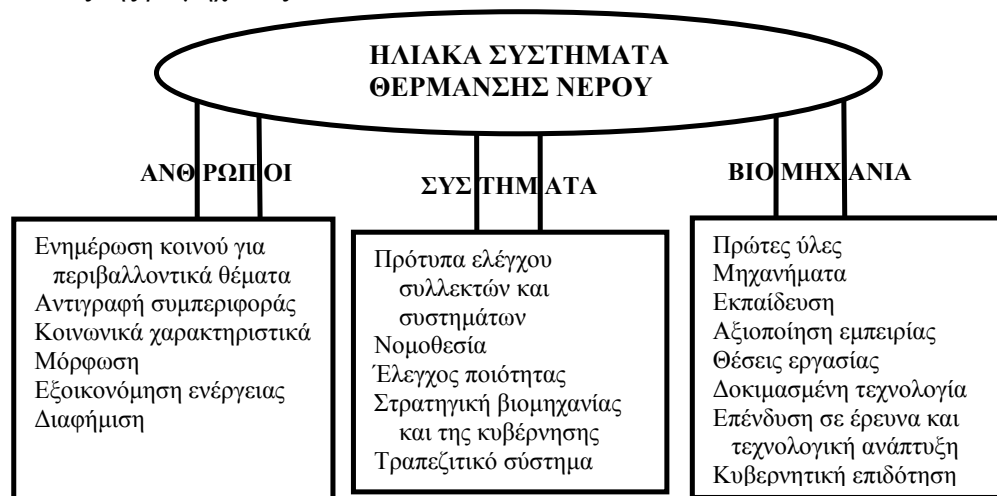 ΗΛΙΑΚΑ ΣΥΣΤΗΜΑΤΑ
ΘΕΡΜΑΝΣΗΣ ΝΕΡΟΥ
ΑΝΘΡΩΠΟΙ
ΣΥΣΤΗΜΑΤΑ
ΒΙΟΜΗΧΑΝΙΑ
Ενημέρωση κοινού για
περιβαλλοντικά θέματα
Αντιγραφή συμπεριφοράς
Κοινωνικά χαρακτηριστικά
Μόρφωση
Εξοικονόμηση ενέργειας
Διαφήμιση
Πρότυπα ελέγχου
συλλεκτών και
συστημάτων
Νομοθεσία
Έλεγχος ποιότητας
Στρατηγική βιομηχανίας
και της κυβέρνησης
Τραπεζιτικό σύστημα
Πρώτες ύλες
Μηχανήματα
Εκπαίδευση
Αξιοποίηση εμπειρίας
Θέσεις εργασίας
Δοκιμασμένη τεχνολογία
Επένδυση σε έρευνα και
τεχνολογική ανάπτυξη
Κυβερνητική επιδότηση